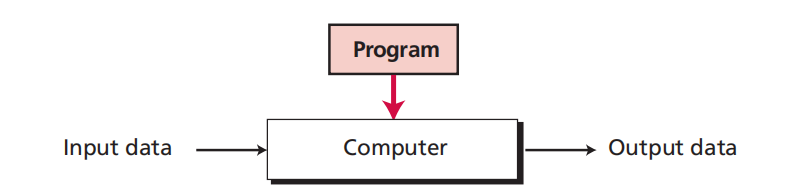 Program
Input data
Computer
Output data